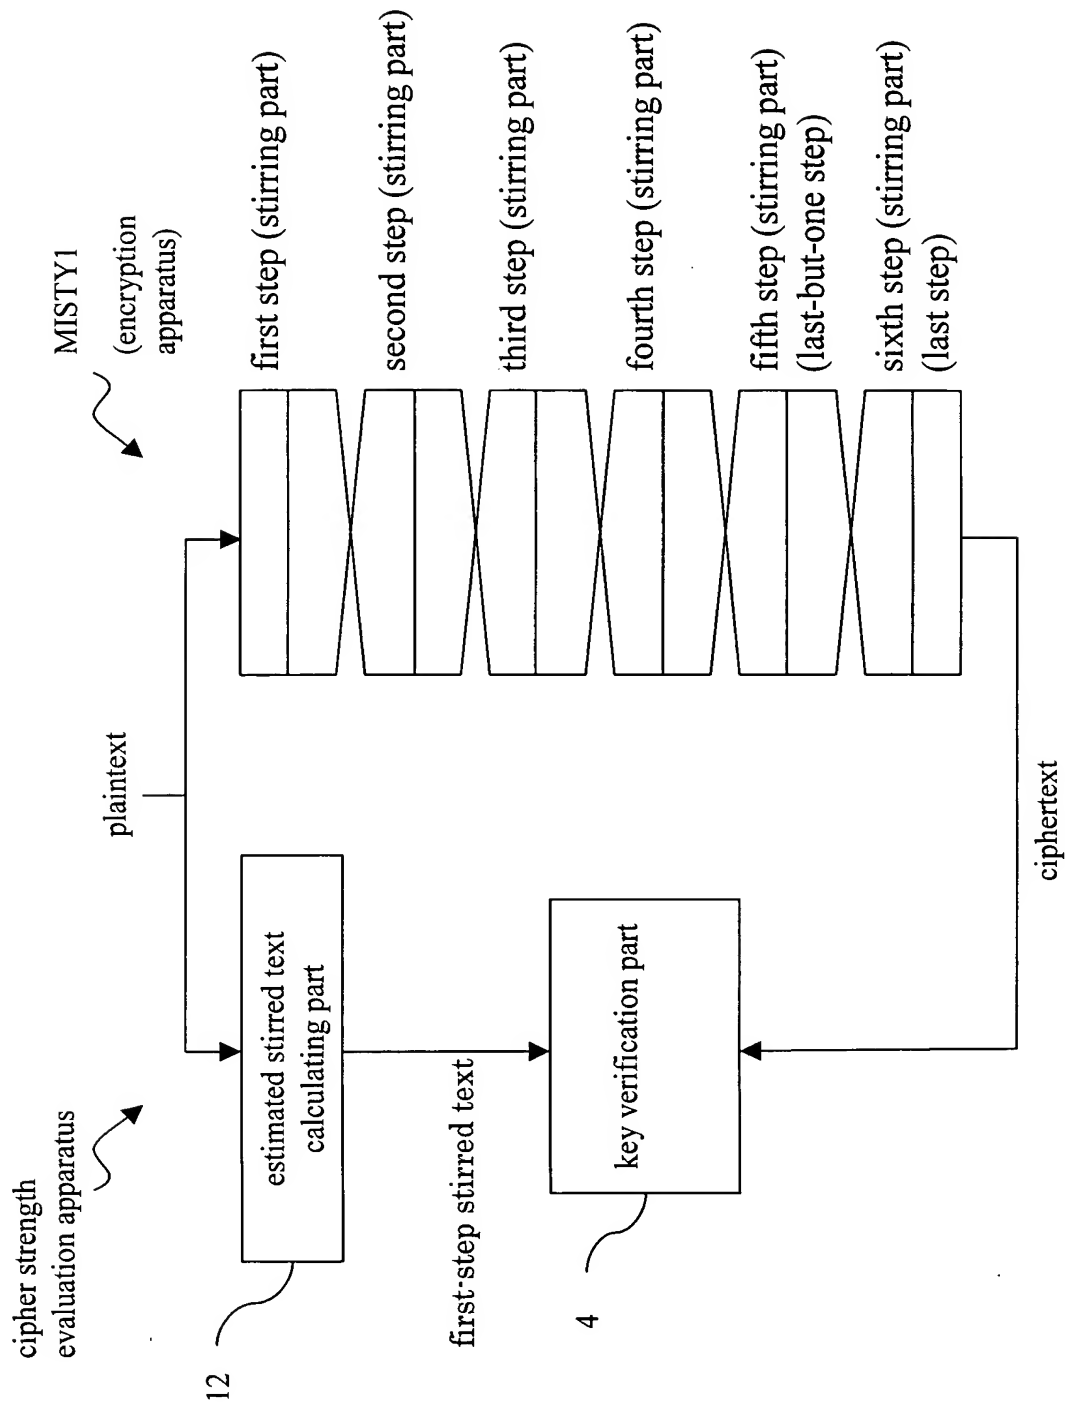 cipher strength
evaluation apparatus
12
estimated stirred text
calculating part
first-step stirred text
4
key verification part
plaintext
ciphertext
MISTY1
(encryption
apparatus)
first step (stirring part)
second step (stirring part)
third step (stirring part)
fourth step (stirring part)
fifth step (stirring part)
(last-but-one step)
sixth step (stirring part)
(last step)